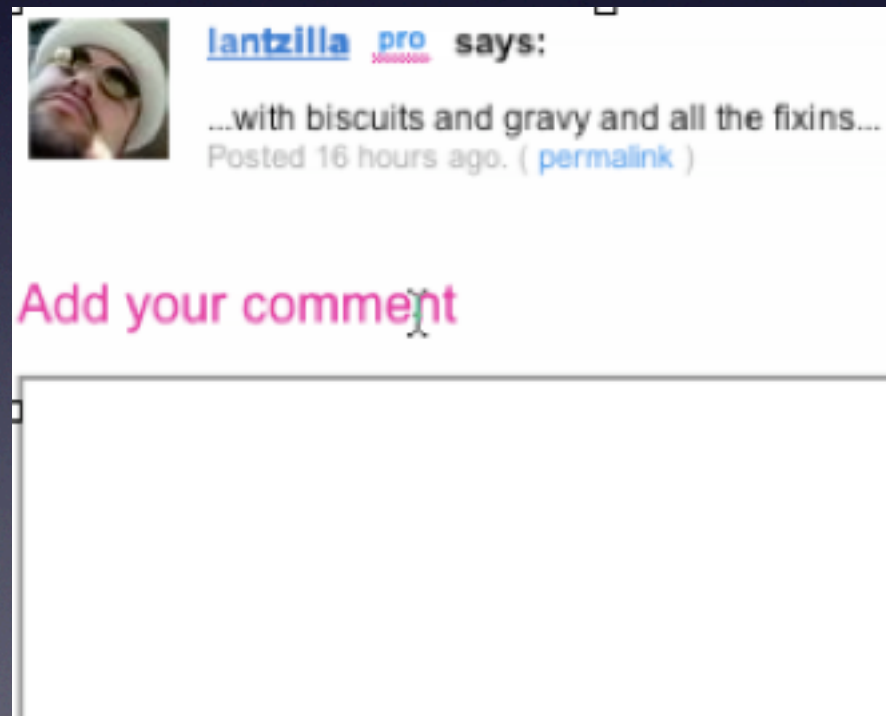 lantzilla pro says:
...with biscuits and gravy and all the fixins...
Posted 16 hours ago. ( permalink )
Add your comment